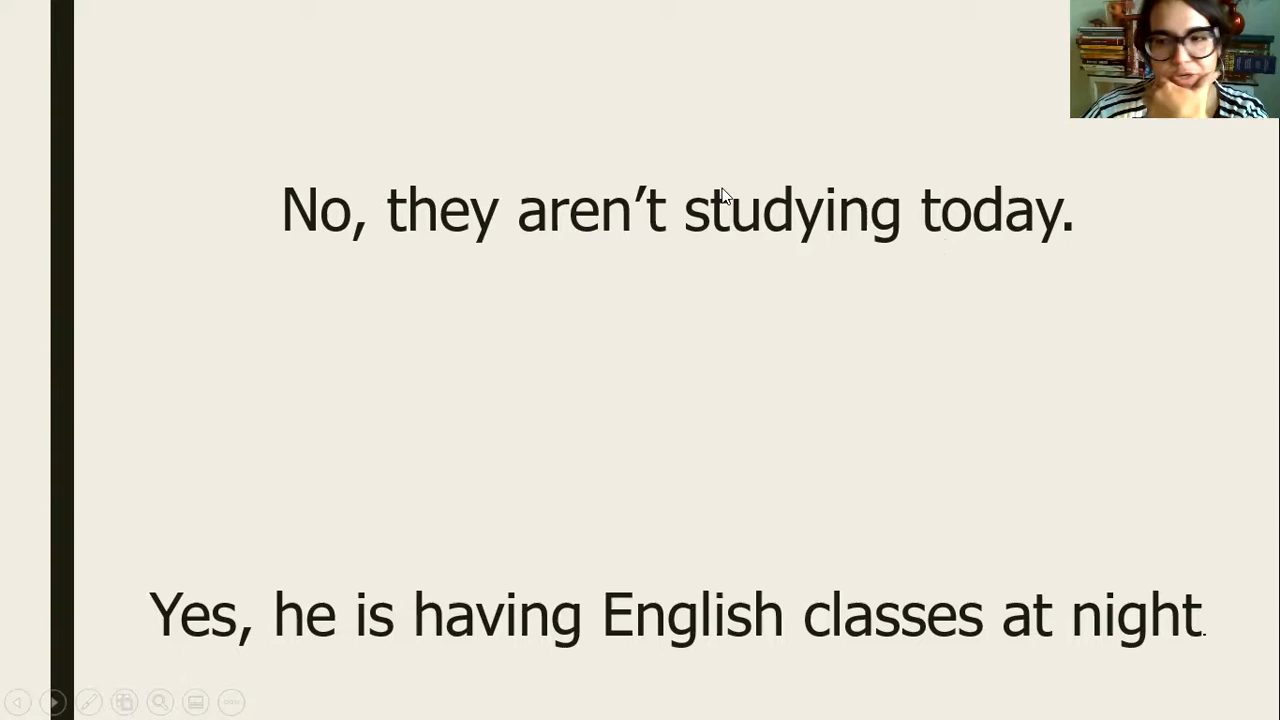 No, they aren’t studying today.
Yes, he is having English classes at night.